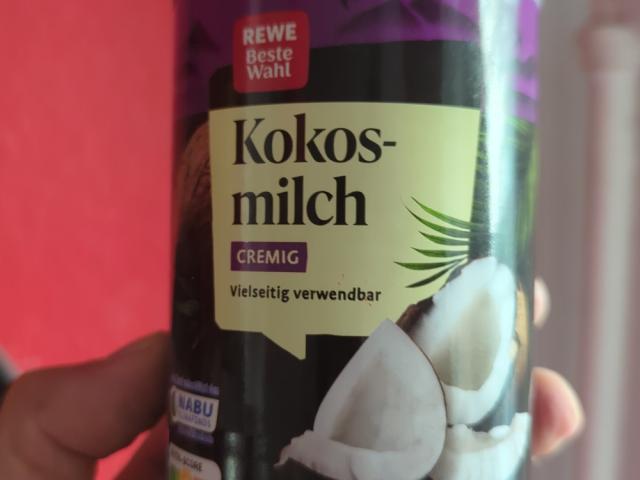 REWE
Beste
Wahl
Kokos-
milch
CREMIG
Vielseitig verwendbar
NABU